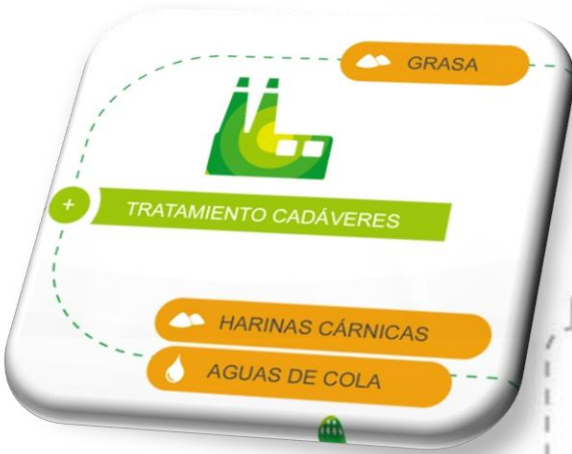 GRASA
+
TRATAMIENTO CADÁVERES
HARINAS CÁRNICAS
AGUAS DE COLA